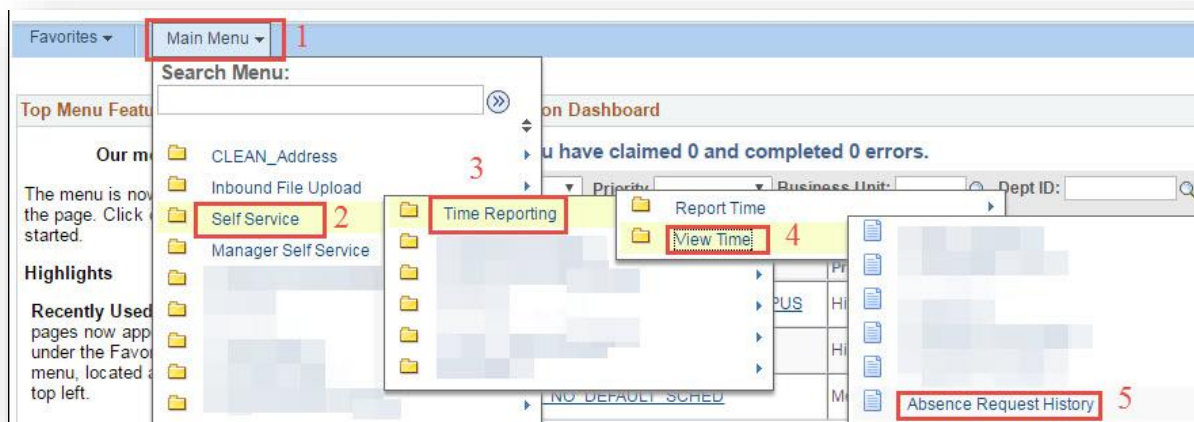 Favorites
Main Menu
1
Search Menu:
Top Menu Featu
on Dashboard
Our m
u have claimed 0 and completed 0 errors.
CLEAN_Address
3
Inbound File Upload
Priority
Business Unit:
Dept ID:
The menu is nov
the page. Click
started.
Self Service
2
Time Reporting
Report Time
Manager Self Service
View Time
4
Highlights
Pr
Recently Used
pages now app
under the Favor
menu, located a
top left.
PUS
Hi
Hi
NO_DEFAULT_SCHED
Absence Request History
5